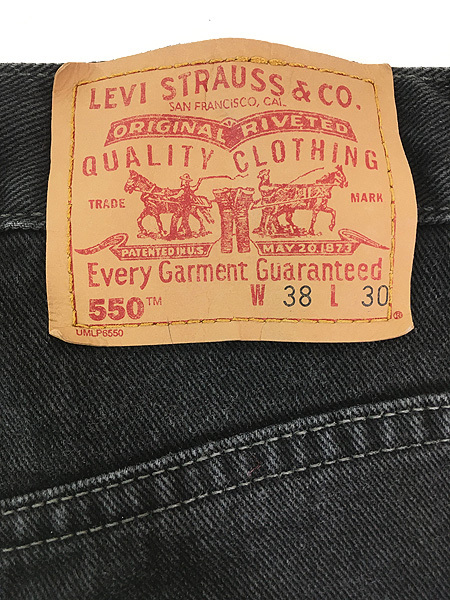 LEVI STRAUSS & CO.
SAN FRANCISCO, CAL.
ORIGINAL RIVETED
QUALITY CLOTHING
TRADE MARK
PATENTED IN U.S. MAY 20, 1873
Every Garment Guaranteed
550™ W 38 L 30
UMLP6550 ®